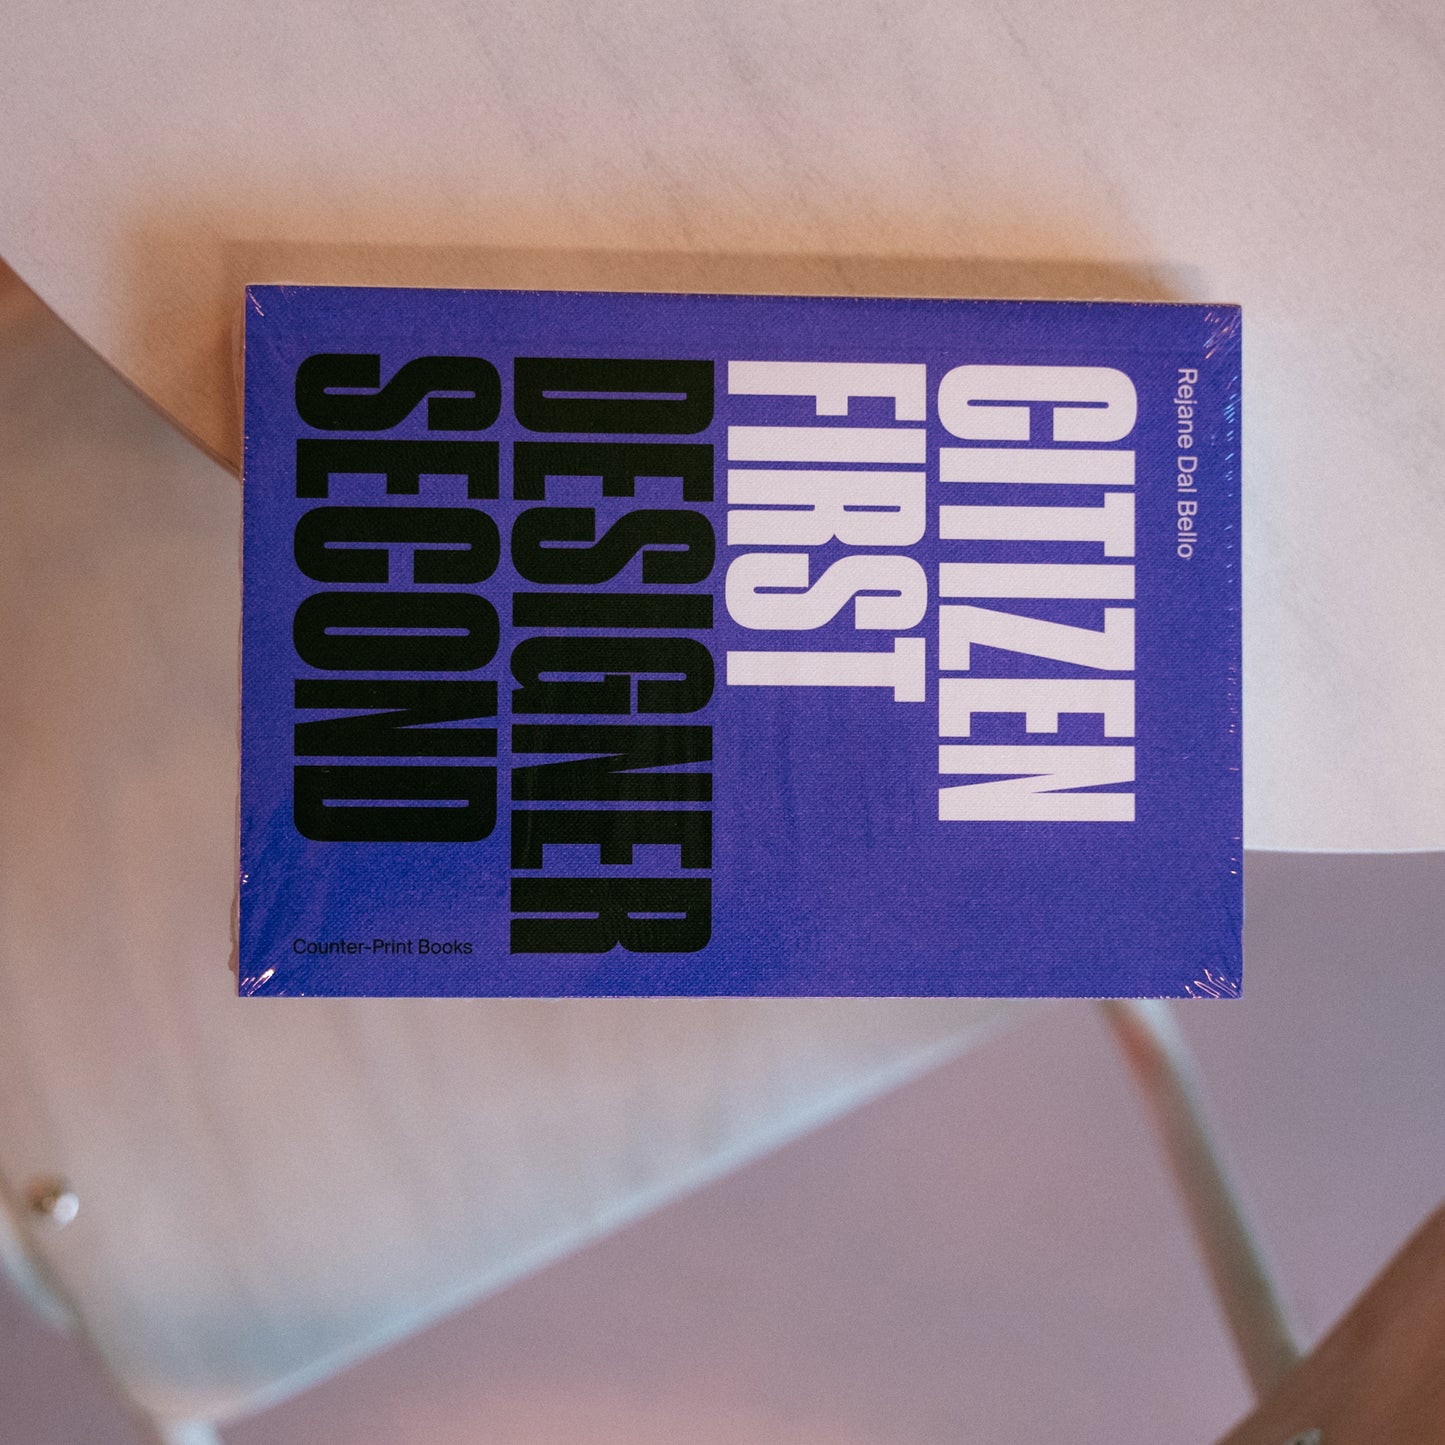 Rejane Dal Bello
CITIZEN
FIRST
DESIGNER
SECOND
Counter-Print Books